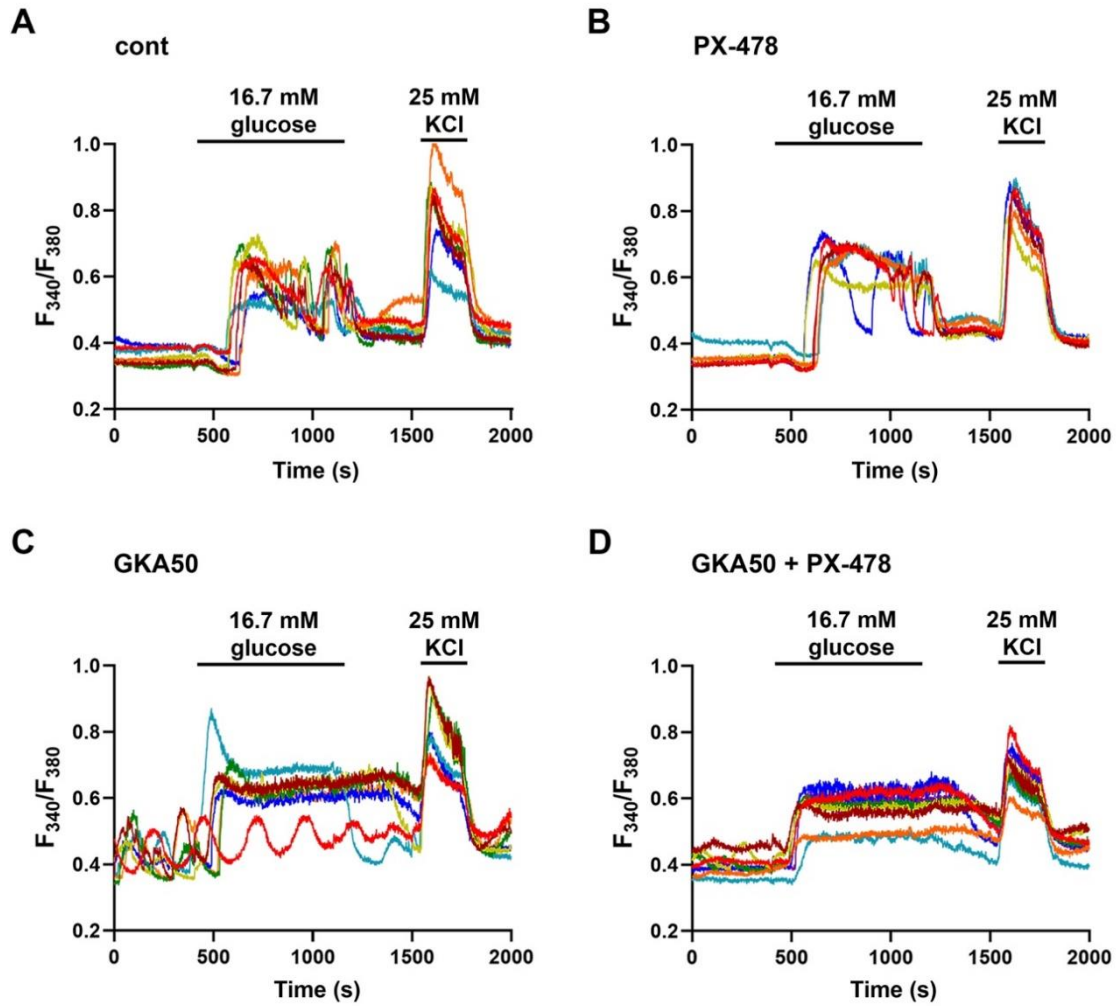 A
cont
16.7 mM
glucose
25 mM
KCl
1.0
0.8
0.6
0.4
0.2
F340/F380
0 500 1000 1500 2000
Time (s)
B
PX-478
16.7 mM
glucose
25 mM
KCl
1.0
0.8
0.6
0.4
0.2
F340/F380
0 500 1000 1500 2000
Time (s)
C
GKA50
16.7 mM
glucose
25 mM
KCl
1.0
0.8
0.6
0.4
0.2
F340/F380
0 500 1000 1500 2000
Time (s)
D
GKA50 + PX-478
16.7 mM
glucose
25 mM
KCl
1.0
0.8
0.6
0.4
0.2
F340/F380
0 500 1000 1500 2000
Time (s)